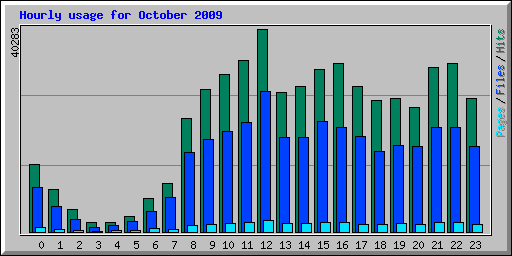 Hourly usage for October 2009
40283
Pages/Files/Hits
0 1 2 3 4 5 6 7 8 9 10 11 12 13 14 15 16 17 18 19 20 21 22 23